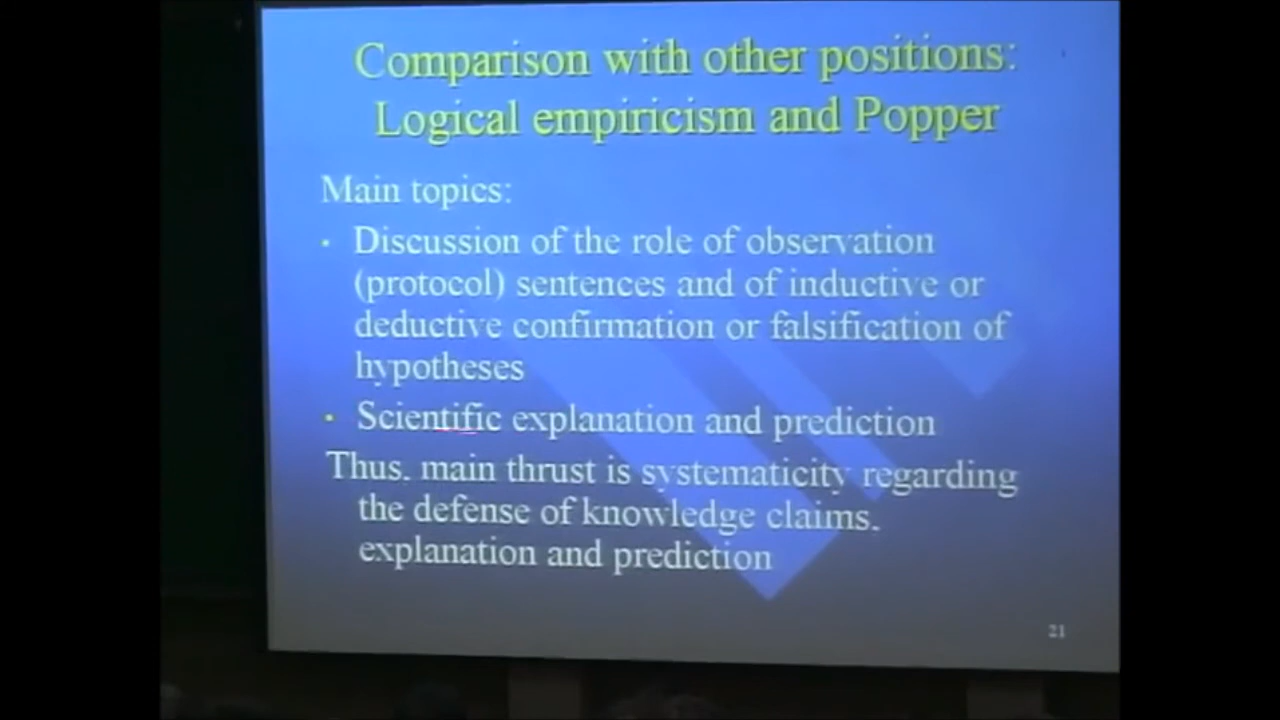 Comparison with other positions:
Logical empiricism and Popper
Main topics:
• Discussion of the role of observation
(protocol) sentences and of inductive or
deductive confirmation or falsification of
hypotheses
• Scientific explanation and prediction
Thus, main thrust is systematicity regarding
the defense of knowledge claims,
explanation and prediction
21